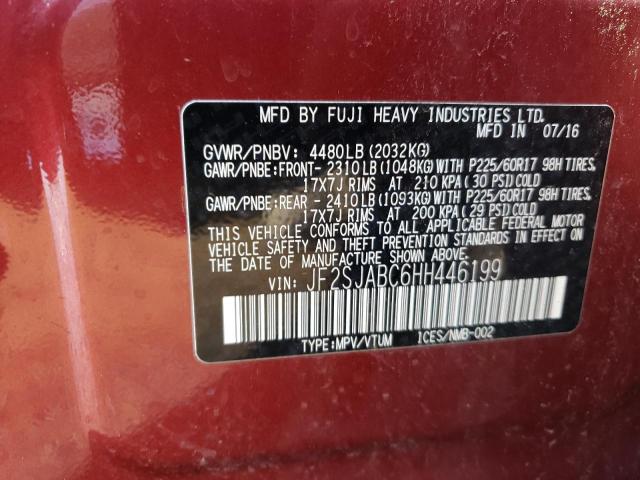 MFD BY FUJI HEAVY INDUSTRIES LTD.
MFD IN 07/16
GVWR/PNBV: 4480LB(2032KG)
GAWR/PNBE:FRONT- 2310LB(1048KG)WITH P225/60R17 98H TIRES,
17X7J RIMS AT 210 KPA(30 PSI)COLD
GAWR/PNBE:REAR - 2410LB(1093KG)WITH P225/60R17 98H TIRES,
17X7J RIMS AT 200 KPA(29 PSI)COLD
THIS VEHICLE CONFORMS TO ALL APPLICABLE FEDERAL MOTOR
VEHICLE SAFETY AND THEFT PREVENTION STANDARDS IN EFFECT ON
THE DATE OF MANUFACTURE SHOWN ABOVE.
VIN: JF2SJABC6HH446199
TYPE:MPV/VTUM ICES/NMB-002